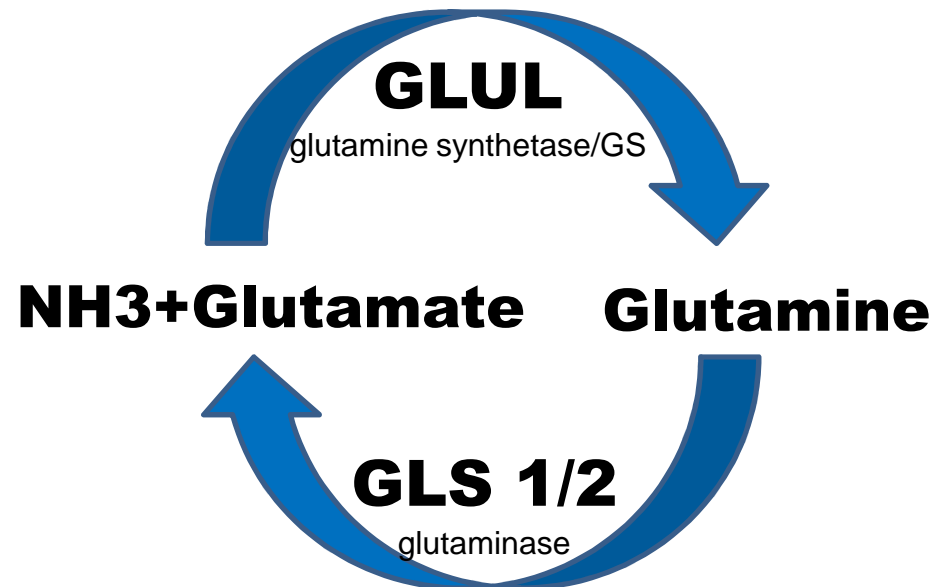 GLUL
glutamine synthetase/GS
NH3+Glutamate
Glutamine
GLS 1/2
glutaminase